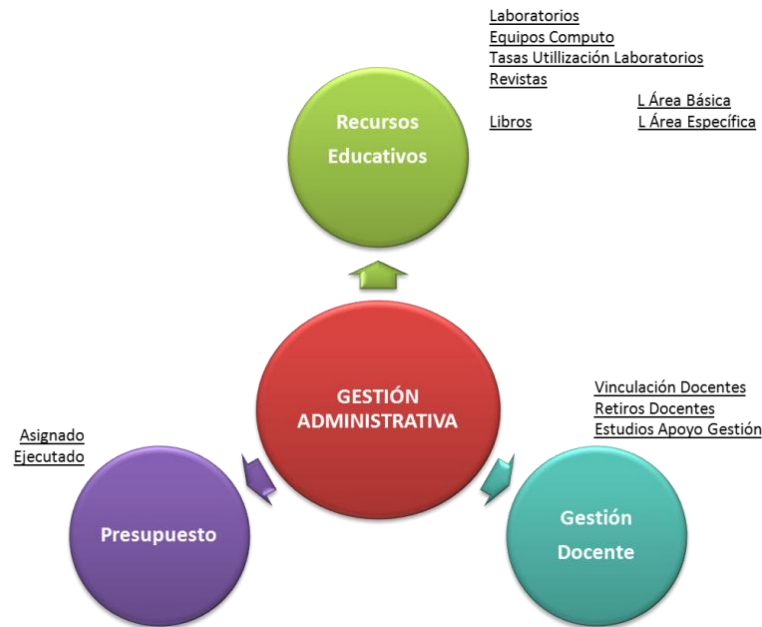 Laboratorios
Equipos Computo
Tasas Utillización Laboratorios
Revistas
L Área Básica
Libros L Área Específica
Recursos
Educativos
GESTIÓN
ADMINISTRATIVA
Vinculación Docentes
Retiros Docentes
Estudios Apoyo Gestión
Asignado
Ejecutado
Presupuesto
Gestión
Docente